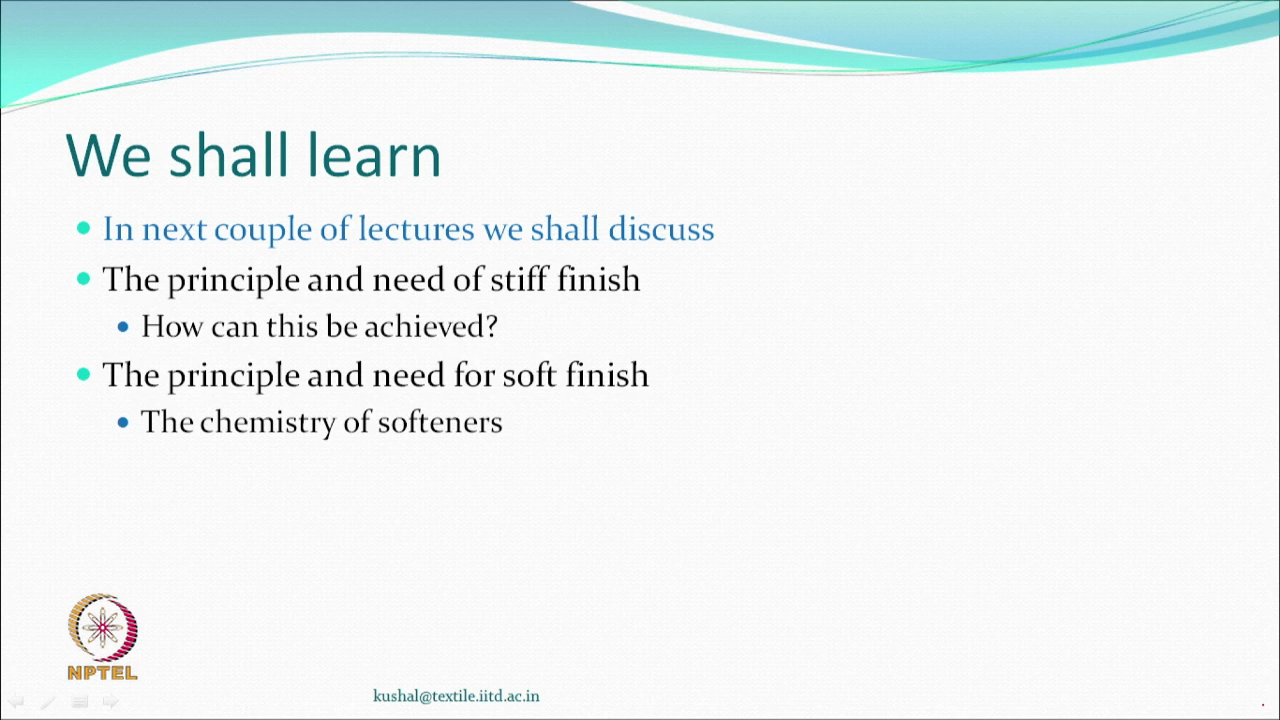 We shall learn
In next couple of lectures we shall discuss
The principle and need of stiff finish
How can this be achieved?
The principle and need for soft finish
The chemistry of softeners
NPTEL
kushal@textile.iitd.ac.in